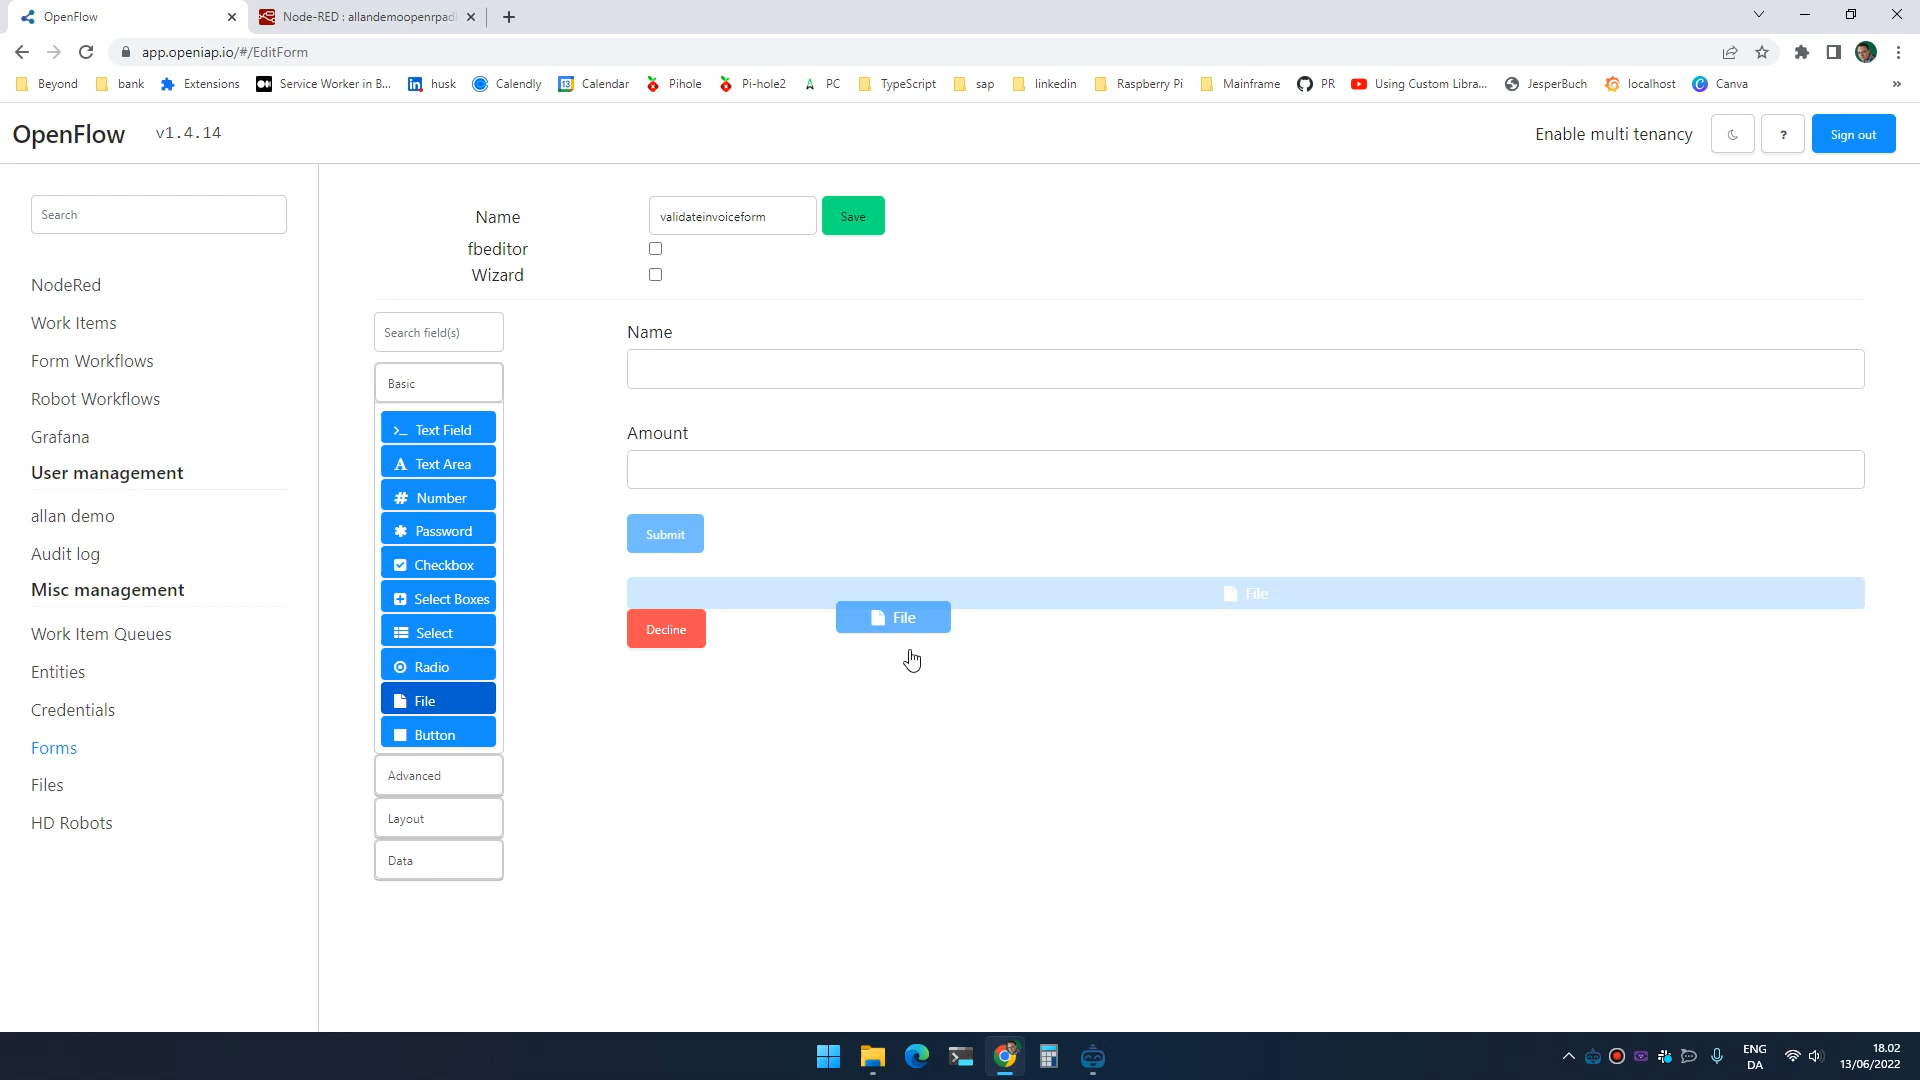 OpenFlow
Node-RED : allandemoopenrpadl
app.openiap.io/#/EditForm
Beyond
bank
Extensions
Service Worker in B...
husk
Calendly
Calendar
Pihole
Pi-hole2
PC
TypeScript
sap
linkedin
Raspberry Pi
Mainframe
PR
Using Custom Libra...
JesperBuch
localhost
Canva
»
OpenFlow v1.4.14
Enable multi tenancy
?
Sign out
Search
NodeRed
Work Items
Form Workflows
Robot Workflows
Grafana
User management
allan demo
Audit log
Misc management
Work Item Queues
Entities
Credentials
Forms
Files
HD Robots
Name
validateinvoiceform
Save
fbeditor
Wizard
Search field(s)
Basic
Text Field
Text Area
Number
Password
Checkbox
Select Boxes
Select
Radio
File
Button
Advanced
Layout
Data
Name
Amount
Submit
File
File
Decline
ENG
DA
18.02
13/06/2022